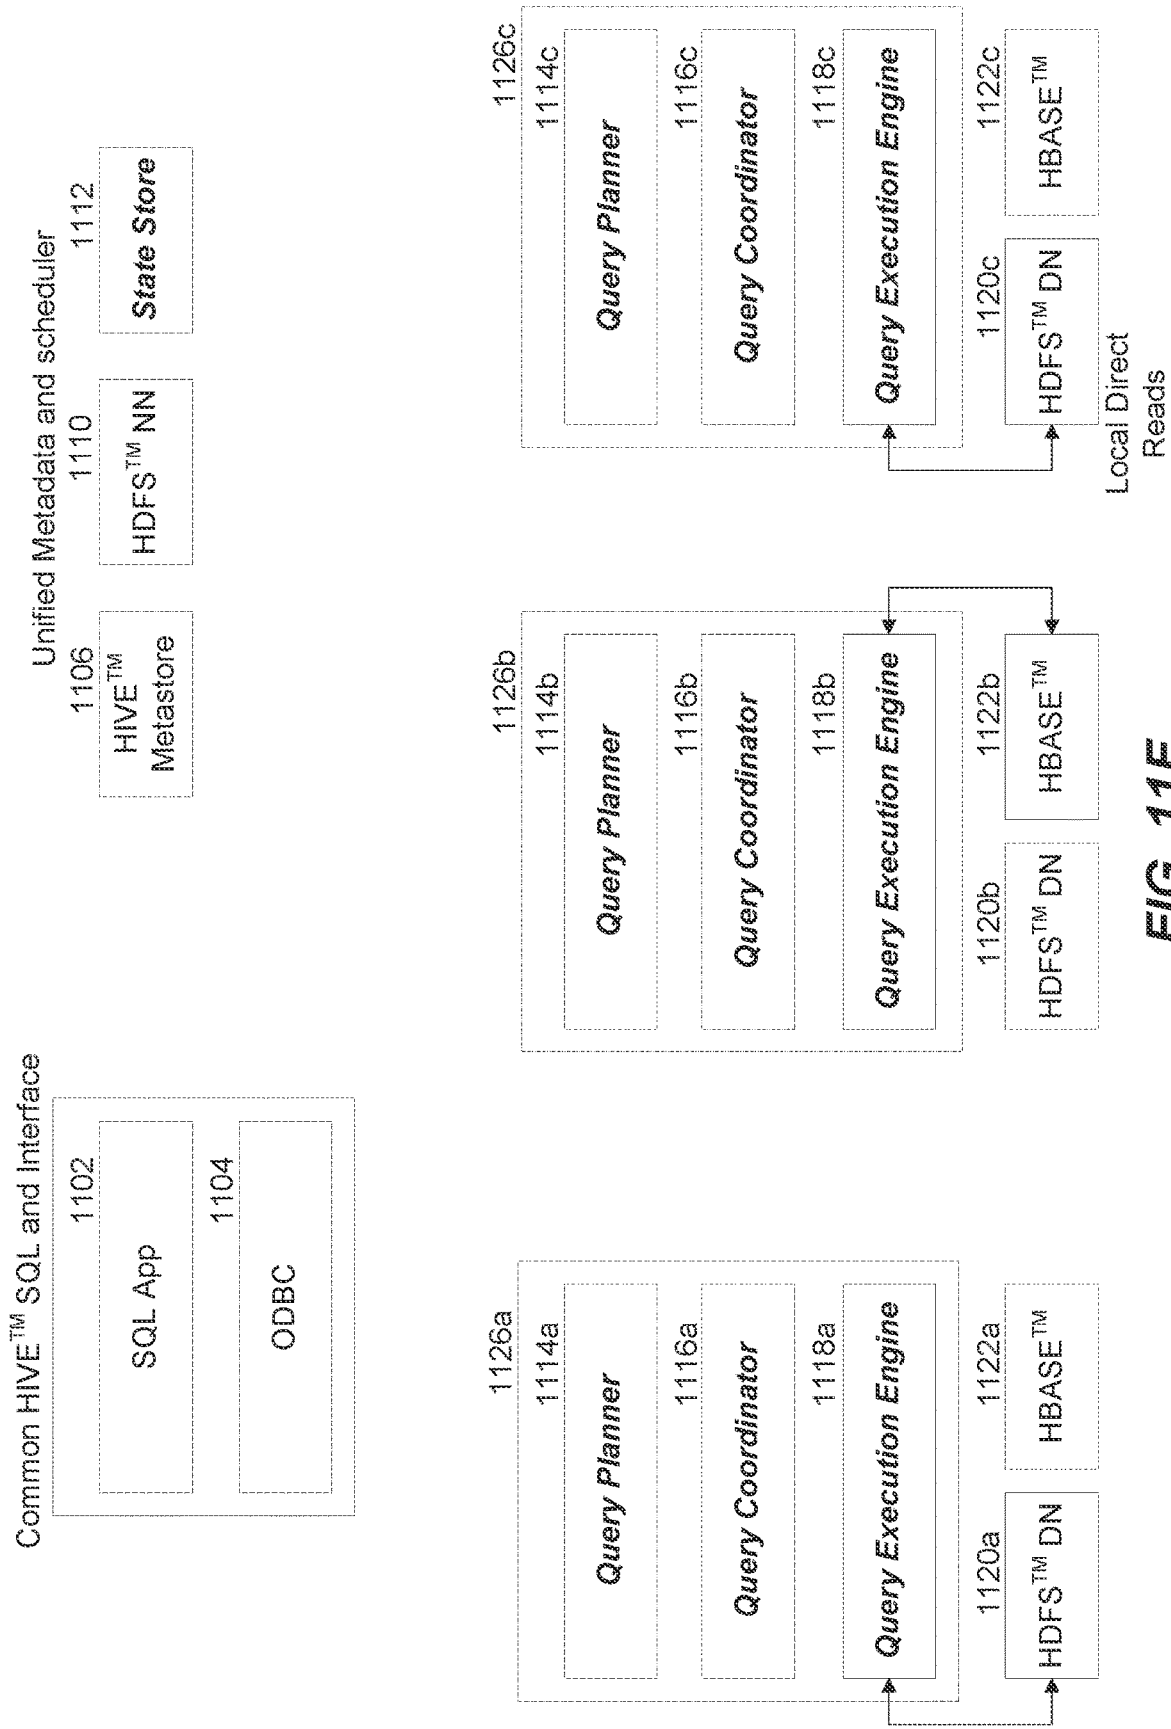 Common HIVE™ SQL and Interface
Unified Metadata and scheduler
1102
SQL App
1104
ODBC
1106
HIVE™
Metastore
1110
HDFS™ NN
1112
State Store
1126a
1114a
Query Planner
1116a
Query Coordinator
1118a
Query Execution Engine
1120a
HDFS™ DN
1122a
HBASE™
1126b
1114b
Query Planner
1116b
Query Coordinator
1118b
Query Execution Engine
1120b
HDFS™ DN
1122b
HBASE™
1126c
1114c
Query Planner
1116c
Query Coordinator
1118c
Query Execution Engine
1120c
HDFS™ DN
1122c
HBASE™
Local Direct
Reads
FIG.